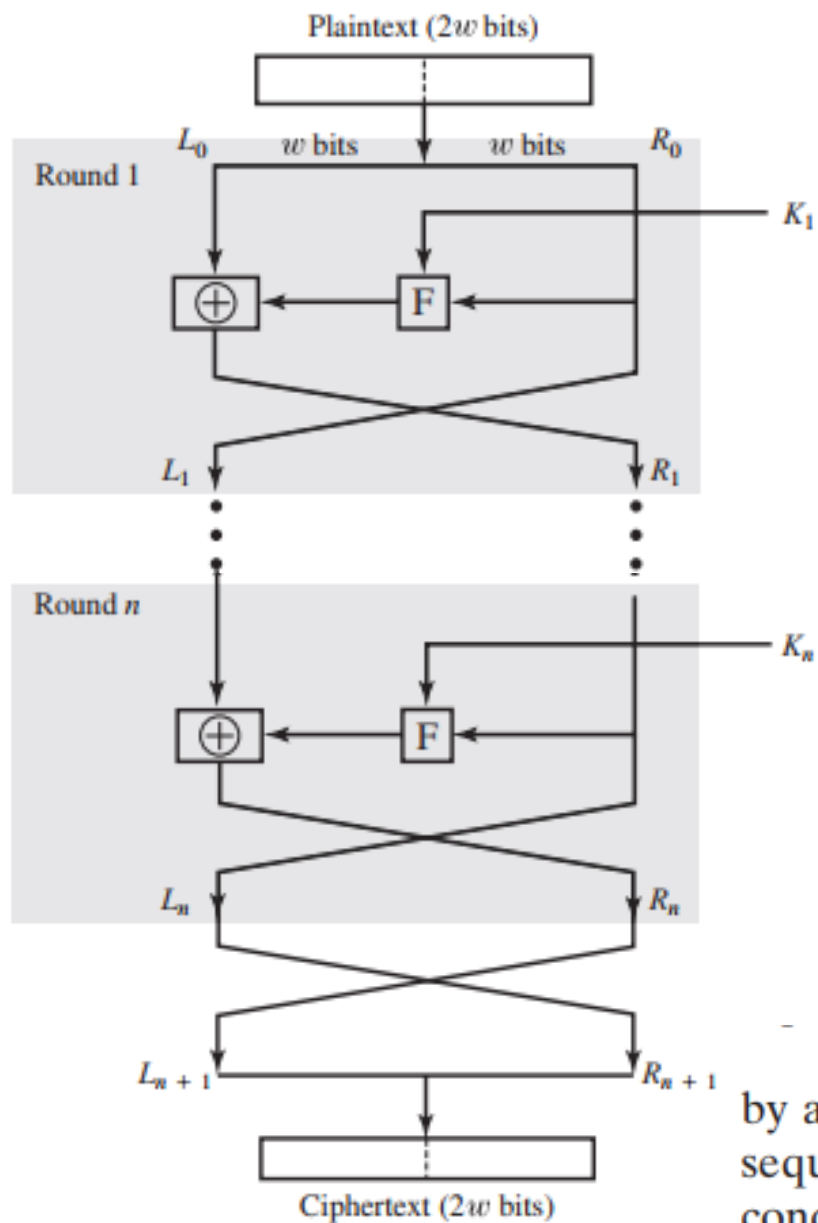 Plaintext (2w bits)
L₀ w bits w bits R₀
Round 1
K₁
⊕ F
L₁ R₁
Round n
Kₙ
⊕ F
Lₙ Rₙ
Lₙ ₊ ₁ Rₙ ₊ ₁
by a
sequ
Ciphertext (2w bits)